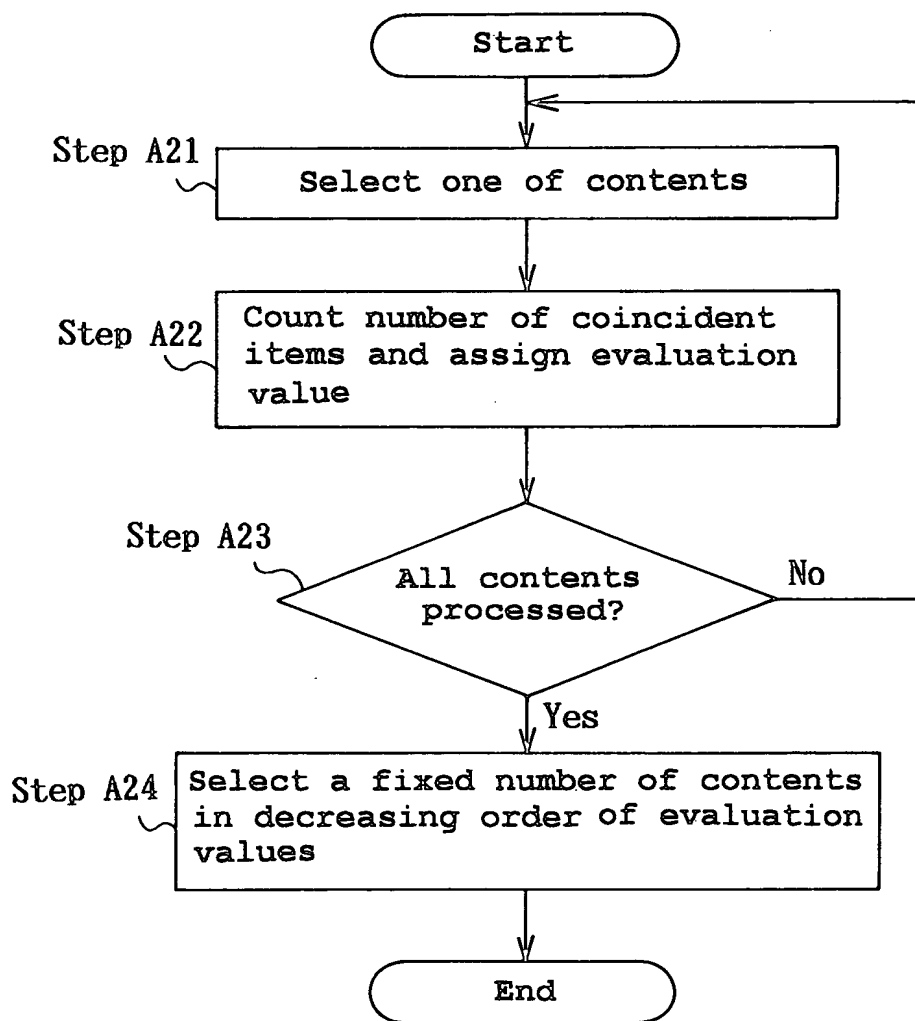 Start
Step A21
Select one of contents
Step A22
Count number of coincident
items and assign evaluation
value
Step A23
All contents
processed?
No
Yes
Step A24
Select a fixed number of contents
in decreasing order of evaluation
values
End